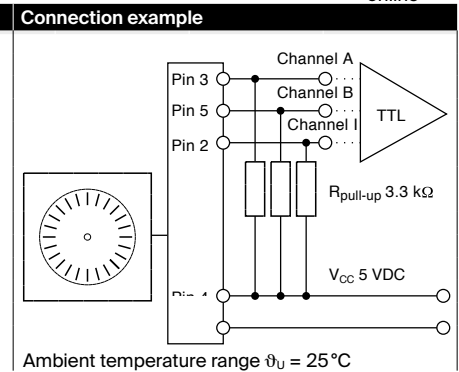 Connection example
Channel A
Pin 3
Channel B
Pin 5
TTL
Channel I
Pin 2
Rpull-up 3.3 kΩ
VCC 5 VDC
Ambient temperature range ϑU = 25°C